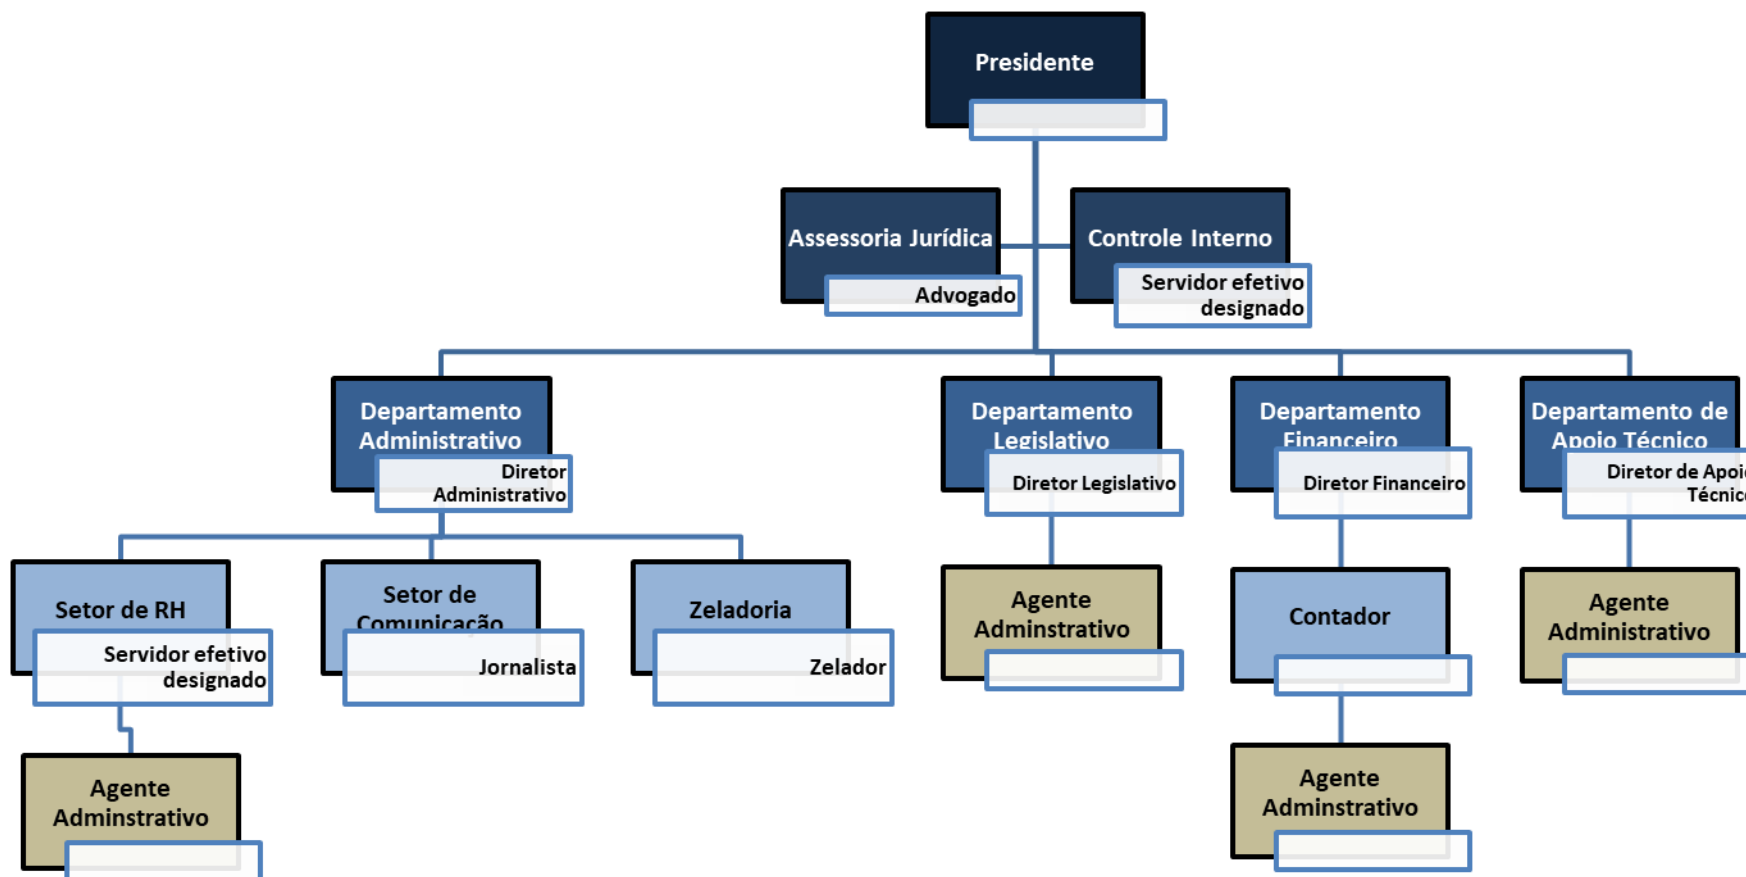 Presidente
Assessoria Jurídica
Advogado
Controle Interno
Servidor efetivo
designado
Departamento
Administrativo
Diretor
Administrativo
Departamento
Legislativo
Diretor Legislativo
Departamento
Financeiro
Diretor Financeiro
Departamento de
Apoio Técnico
Diretor de Apoio
Técnico
Setor de RH
Servidor efetivo
designado
Setor de
Comunicação
Jornalista
Zeladoria
Zelador
Agente
Adminstrativo
Contador
Agente
Administrativo
Agente
Adminstrativo
Agente
Adminstrativo